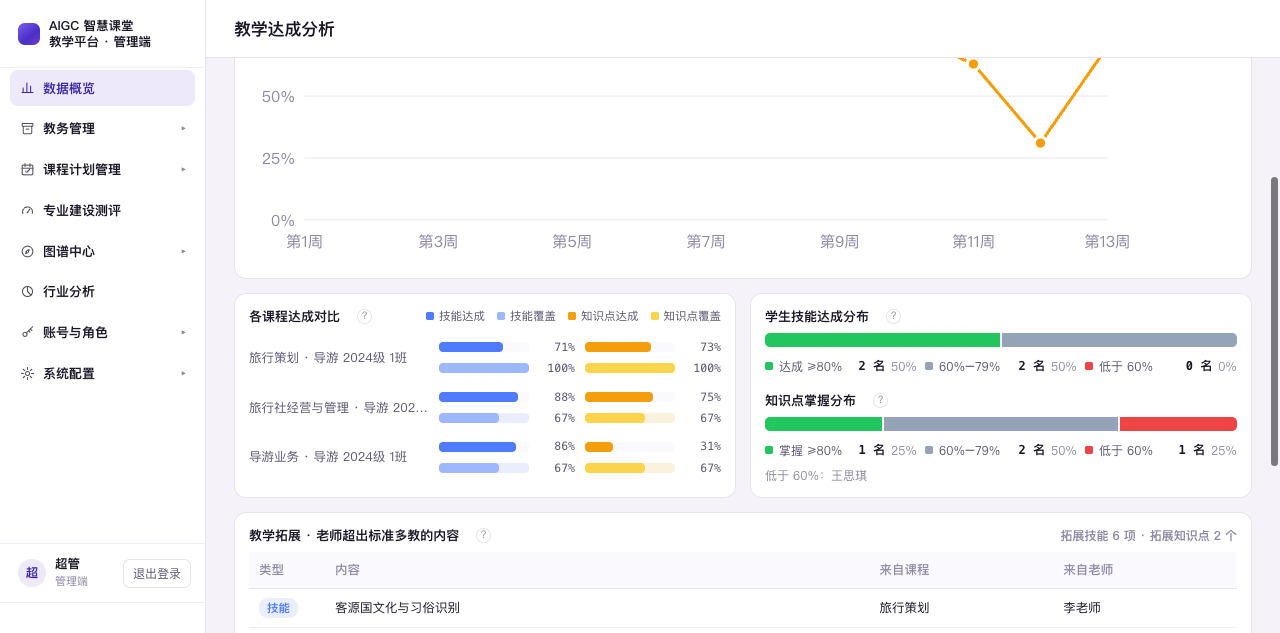 AIGC 智慧课堂
教学平台 · 管理端
数据概览
教务管理
课程计划管理
专业建设测评
图谱中心
行业分析
账号与角色
系统配置
超
超管
管理端
退出登录
教学达成分析
50%
25%
0%
第1周 第3周 第5周 第7周 第9周 第11周 第13周
各课程达成对比 ? 技能达成 技能覆盖 知识点达成 知识点覆盖
旅行策划 · 导游 2024级 1班
71% 73%
100% 100%
旅行社经营与管理 · 导游 202…
88% 75%
67% 67%
导游业务 · 导游 2024级 1班
86% 31%
67% 67%
学生技能达成分布 ?
达成 ≥80% 2 名 50% 60%—79% 2 名 50% 低于 60% 0 名 0%
知识点掌握分布 ?
掌握 ≥80% 1 名 25% 60%—79% 2 名 50% 低于 60% 1 名 25%
低于 60%：王思琪
教学拓展 · 老师超出标准多教的内容 ? 拓展技能 6 项 · 拓展知识点 2 个
类型 内容 来自课程 来自老师
技能 客源国文化与习俗识别 旅行策划 李老师